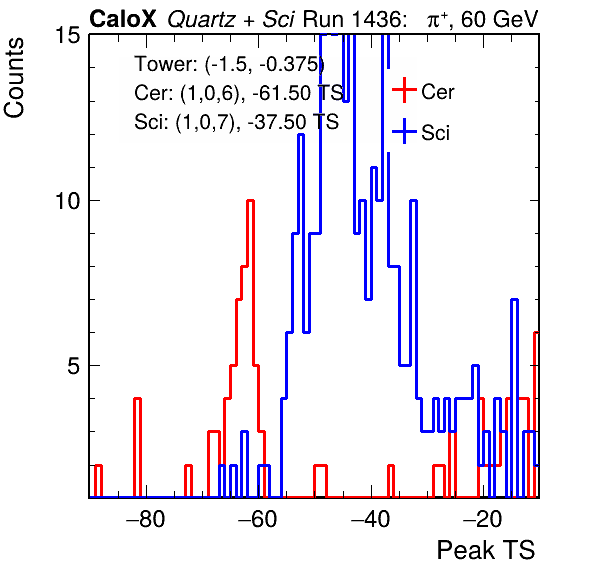 CaloX Quartz + Sci Run 1436: π⁺, 60 GeV
Counts
15
Tower: (-1.5, -0.375)
Cer: (1,0,6), -61.50 TS
Sci: (1,0,7), -37.50 TS
Cer
Sci
10
5
−80 −60 −40 −20
Peak TS